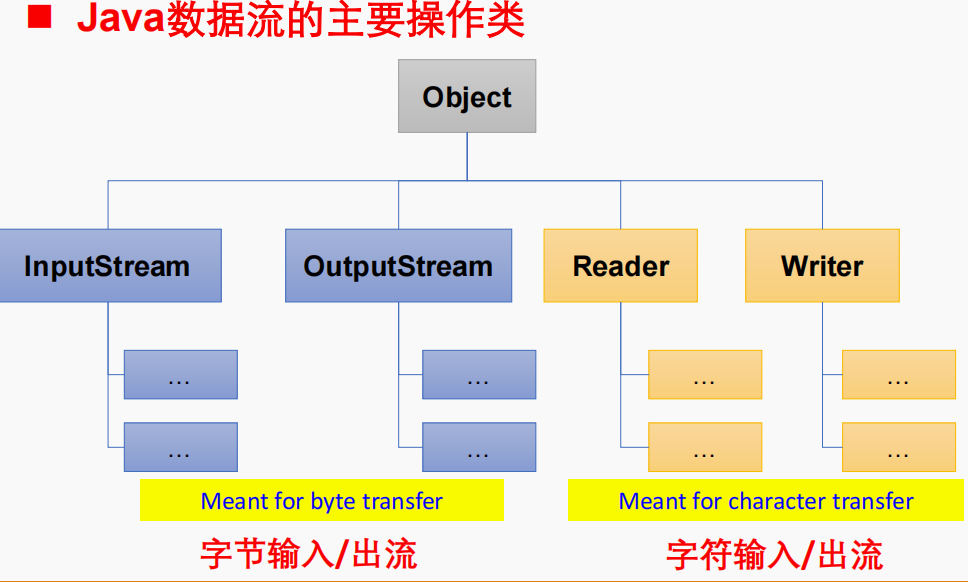 Java数据流的主要操作类
Object
InputStream
OutputStream
Reader
Writer
...
...
...
...
...
...
...
...
Meant for byte transfer
Meant for character transfer
字节输入/出流
字符输入/出流